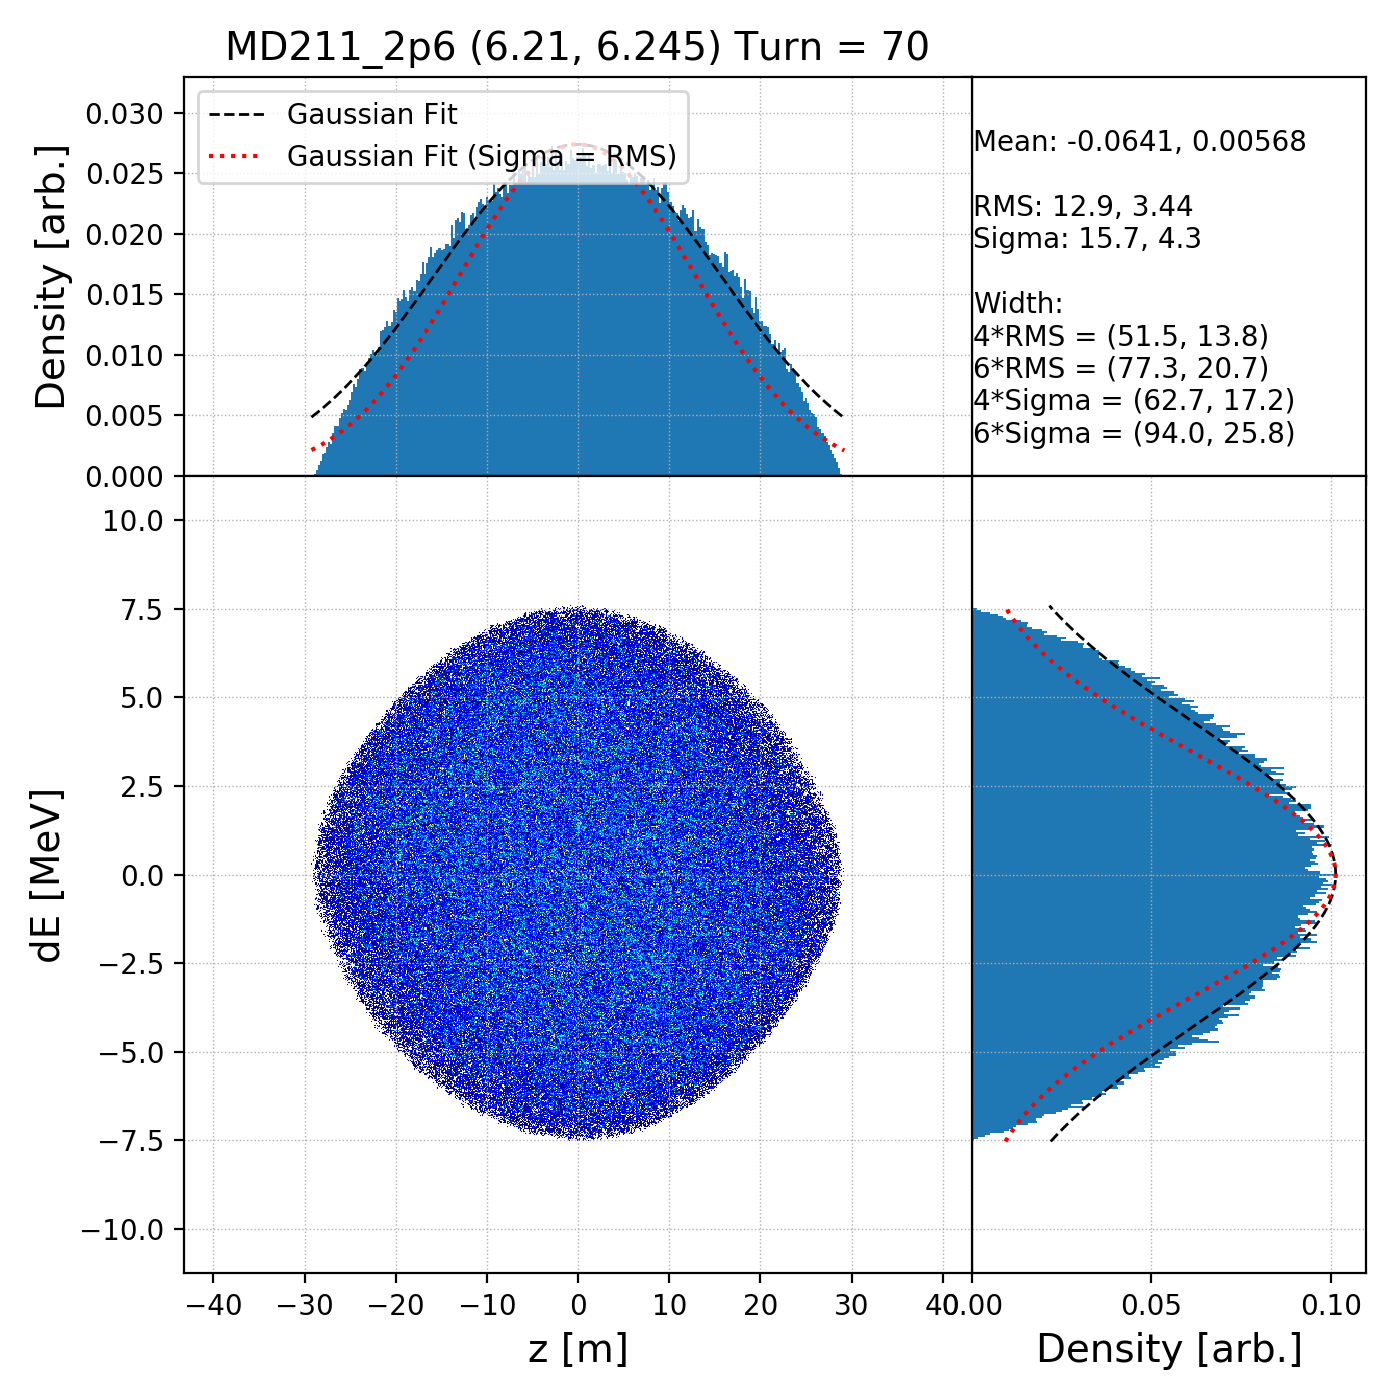 MD211_2p6 (6.21, 6.245) Turn = 70
Gaussian Fit
Gaussian Fit (Sigma = RMS)
Density [arb.]
0.030
0.025
0.020
0.015
0.010
0.005
0.000
Mean: -0.0641, 0.00568
RMS: 12.9, 3.44
Sigma: 15.7, 4.3
Width:
4*RMS = (51.5, 13.8)
6*RMS = (77.3, 20.7)
4*Sigma = (62.7, 17.2)
6*Sigma = (94.0, 25.8)
dE [MeV]
10.0
7.5
5.0
2.5
0.0
−2.5
−5.0
−7.5
−10.0
−40 −30 −20 −10 0 10 20 30 40
z [m]
0.00 0.05 0.10
Density [arb.]